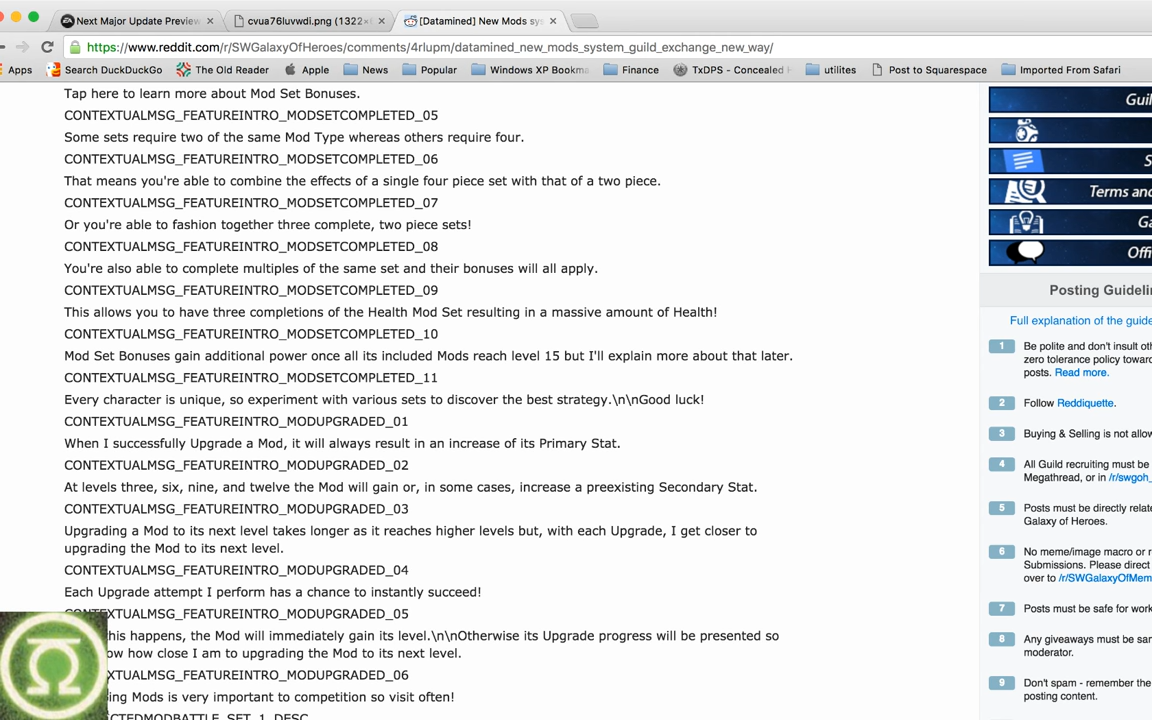 Next Major Update Preview
cvua76luvwdi.png (1322×
[Datamined] New Mods sys
https://www.reddit.com/r/SWGalaxyOfHeroes/comments/4rlupm/datamined_new_mods_system_guild_exchange_new_way/
Apps Search DuckDuckGo The Old Reader Apple News Popular Windows XP Bookma Finance TxDPS - Concealed H utilites Post to Squarespace Imported From Safari
Tap here to learn more about Mod Set Bonuses.
CONTEXTUALMSG_FEATUREINTRO_MODSETCOMPLETED_05
Some sets require two of the same Mod Type whereas others require four.
CONTEXTUALMSG_FEATUREINTRO_MODSETCOMPLETED_06
That means you're able to combine the effects of a single four piece set with that of a two piece.
CONTEXTUALMSG_FEATUREINTRO_MODSETCOMPLETED_07
Or you're able to fashion together three complete, two piece sets!
CONTEXTUALMSG_FEATUREINTRO_MODSETCOMPLETED_08
You're also able to complete multiples of the same set and their bonuses will all apply.
CONTEXTUALMSG_FEATUREINTRO_MODSETCOMPLETED_09
This allows you to have three completions of the Health Mod Set resulting in a massive amount of Health!
CONTEXTUALMSG_FEATUREINTRO_MODSETCOMPLETED_10
Mod Set Bonuses gain additional power once all its included Mods reach level 15 but I'll explain more about that later.
CONTEXTUALMSG_FEATUREINTRO_MODSETCOMPLETED_11
Every character is unique, so experiment with various sets to discover the best strategy.\n\nGood luck!
CONTEXTUALMSG_FEATUREINTRO_MODUPGRADED_01
When I successfully Upgrade a Mod, it will always result in an increase of its Primary Stat.
CONTEXTUALMSG_FEATUREINTRO_MODUPGRADED_02
At levels three, six, nine, and twelve the Mod will gain or, in some cases, increase a preexisting Secondary Stat.
CONTEXTUALMSG_FEATUREINTRO_MODUPGRADED_03
Upgrading a Mod to its next level takes longer as it reaches higher levels but, with each Upgrade, I get closer to
upgrading the Mod to its next level.
CONTEXTUALMSG_FEATUREINTRO_MODUPGRADED_04
Each Upgrade attempt I perform has a chance to instantly succeed!
CONTEXTUALMSG_FEATUREINTRO_MODUPGRADED_05
his happens, the Mod will immediately gain its level.\n\nOtherwise its Upgrade progress will be presented so
ow how close I am to upgrading the Mod to its next level.
XTUALMSG_FEATUREINTRO_MODUPGRADED_06
ing Mods is very important to competition so visit often!
ECTEDMODBATTLE_SET_1_DESC
Guil
S
Terms and
Ga
Offi
Posting Guidelin
Full explanation of the guide
1 Be polite and don't insult oth
zero tolerance policy toward
posts. Read more.
2 Follow Reddiquette.
3 Buying & Selling is not allow
4 All Guild recruiting must be
Megathread, or in /r/swgoh_
5 Posts must be directly relate
Galaxy of Heroes.
6 No meme/image macro or r
Submissions. Please direct
over to /r/SWGalaxyOfMem
7 Posts must be safe for work
8 Any giveaways must be san
moderator.
9 Don't spam - remember the
posting content.